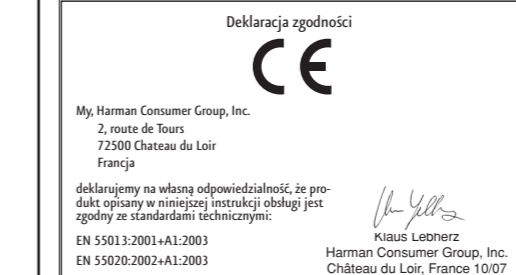 Deklaracja zgodności
CE
My, Harman Consumer Group, Inc.
2, route de Tours
72500 Chateau du Loir
Francja
deklarujemy na własną odpowiedzialność, że pro-
dukt opisany w niniejszej instrukcji obsługi jest
zgodny ze standardami technicznymi:
EN 55013:2001+A1:2003
EN 55020:2002+A1:2003
Klaus Lebherz
Harman Consumer Group, Inc.
Château du Loir, France 10/07